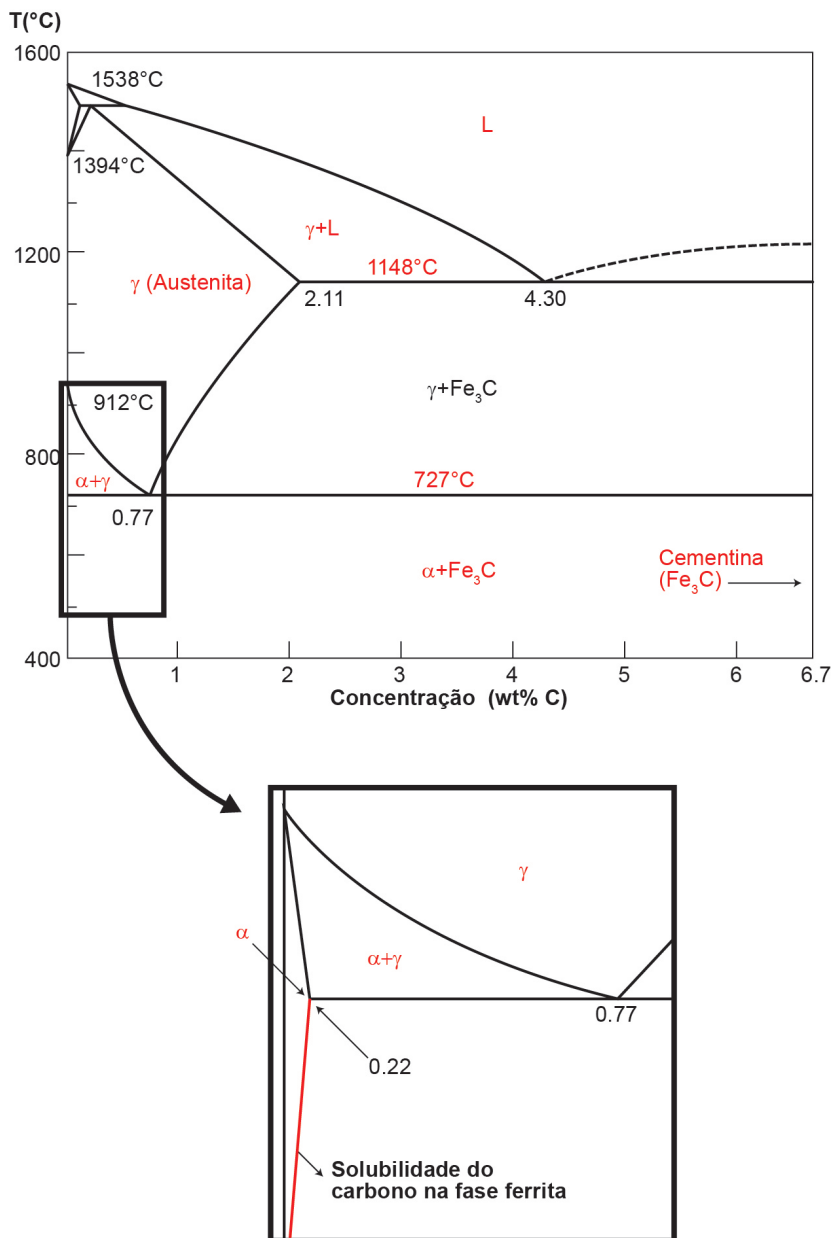 T(°C)
1600
1538°C
L
1394°C
γ+L
1200
γ (Austenita)
1148°C
2.11
4.30
912°C
γ+Fe₃C
800
α+γ
727°C
0.77
α+Fe₃C
Cementina
(Fe₃C)
400
1
2
3
4
5
6
6.7
Concentração (wt% C)
γ
α
α+γ
0.77
0.22
Solubilidade do
carbono na fase ferrita